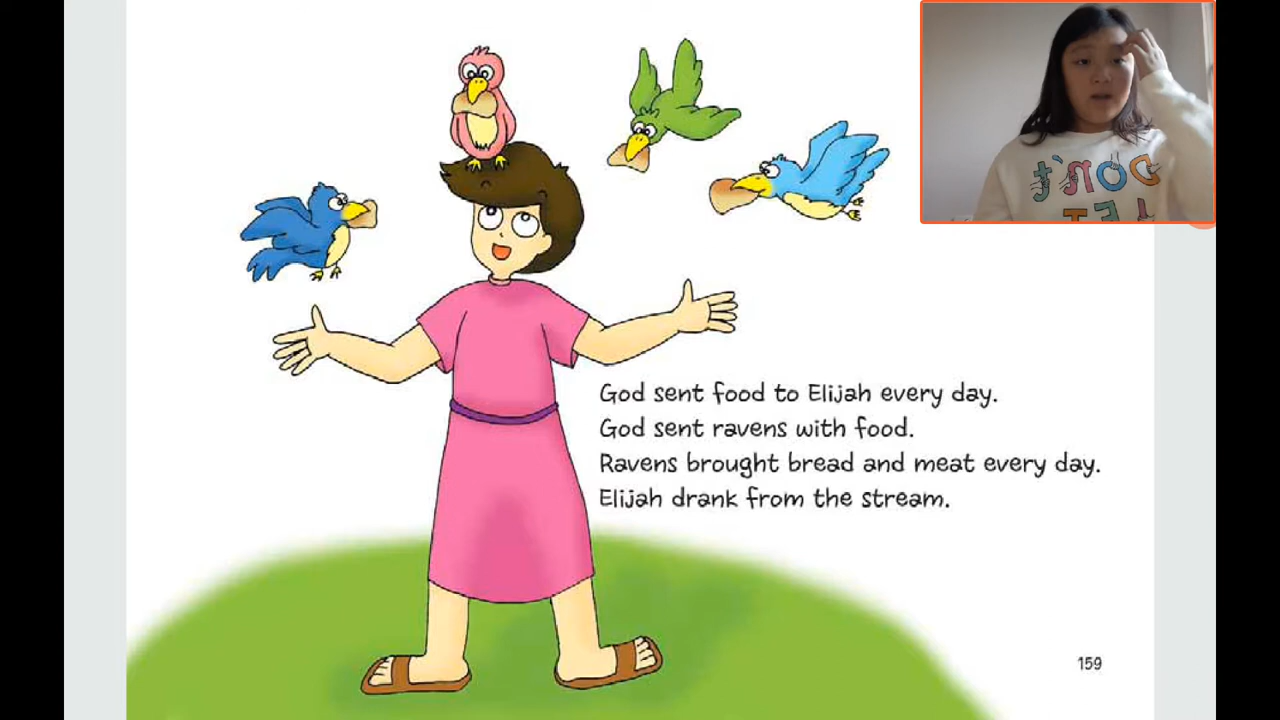 God sent food to Elijah every day.
God sent ravens with food.
Ravens brought bread and meat every day.
Elijah drank from the stream.
159
DON'T